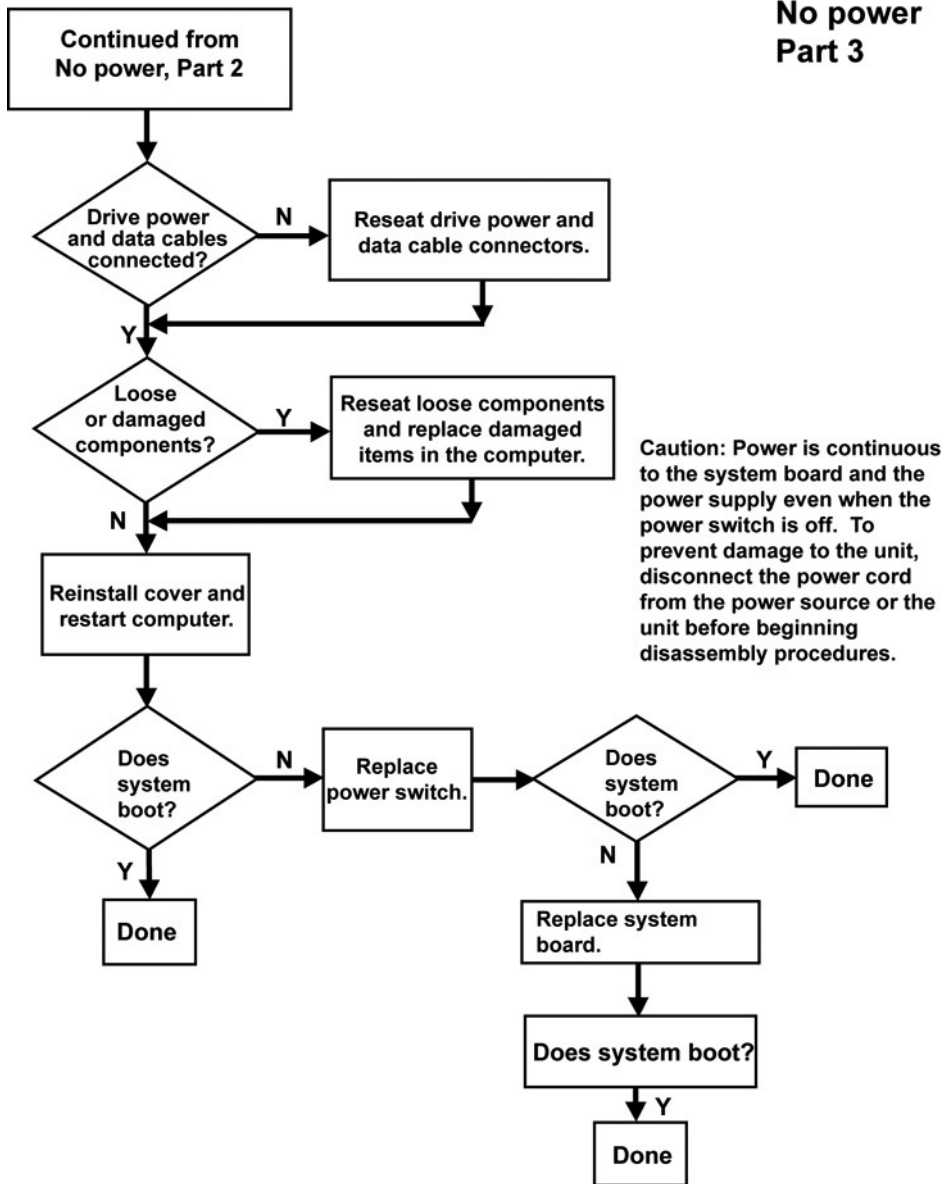 No power
Part 3
Continued from
No power, Part 2
Drive power
and data cables
connected?
N
Reseat drive power and
data cable connectors.
Y
Loose
or damaged
components?
Y
Reseat loose components
and replace damaged
items in the computer.
N
Caution: Power is continuous
to the system board and the
power supply even when the
power switch is off. To
prevent damage to the unit,
disconnect the power cord
from the power source or the
unit before beginning
disassembly procedures.
Reinstall cover and
restart computer.
Does
system
boot?
N
Replace
power switch.
Does
system
boot?
Y
Done
Y
Done
N
Replace system
board.
Does system boot?
Y
Done